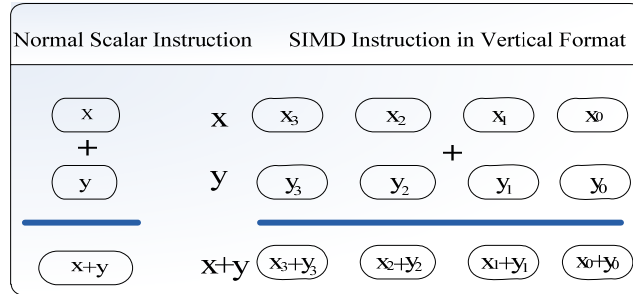 Normal Scalar Instruction SIMD Instruction in Vertical Format
x x x₃ x₂ x₁ x₀
+ +
y y y₃ y₂ y₁ y₀
x+y x+y x₃+y₃ x₂+y₂ x₁+y₁ x₀+y₀